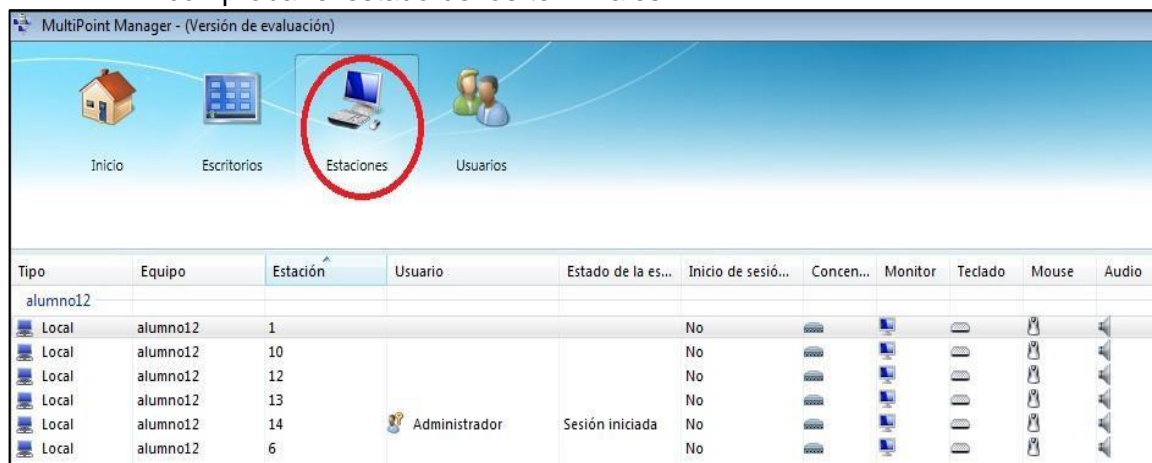 MultiPoint Manager - (Versión de evaluación)
Inicio Escritorios Estaciones Usuarios
Tipo Equipo Estación Usuario Estado de la es... Inicio de sesió... Concen... Monitor Teclado Mouse Audio
alumno12
Local alumno12 1 No
Local alumno12 10 No
Local alumno12 12 No
Local alumno12 13 No
Local alumno12 14 Administrador Sesión iniciada No
Local alumno12 6 No